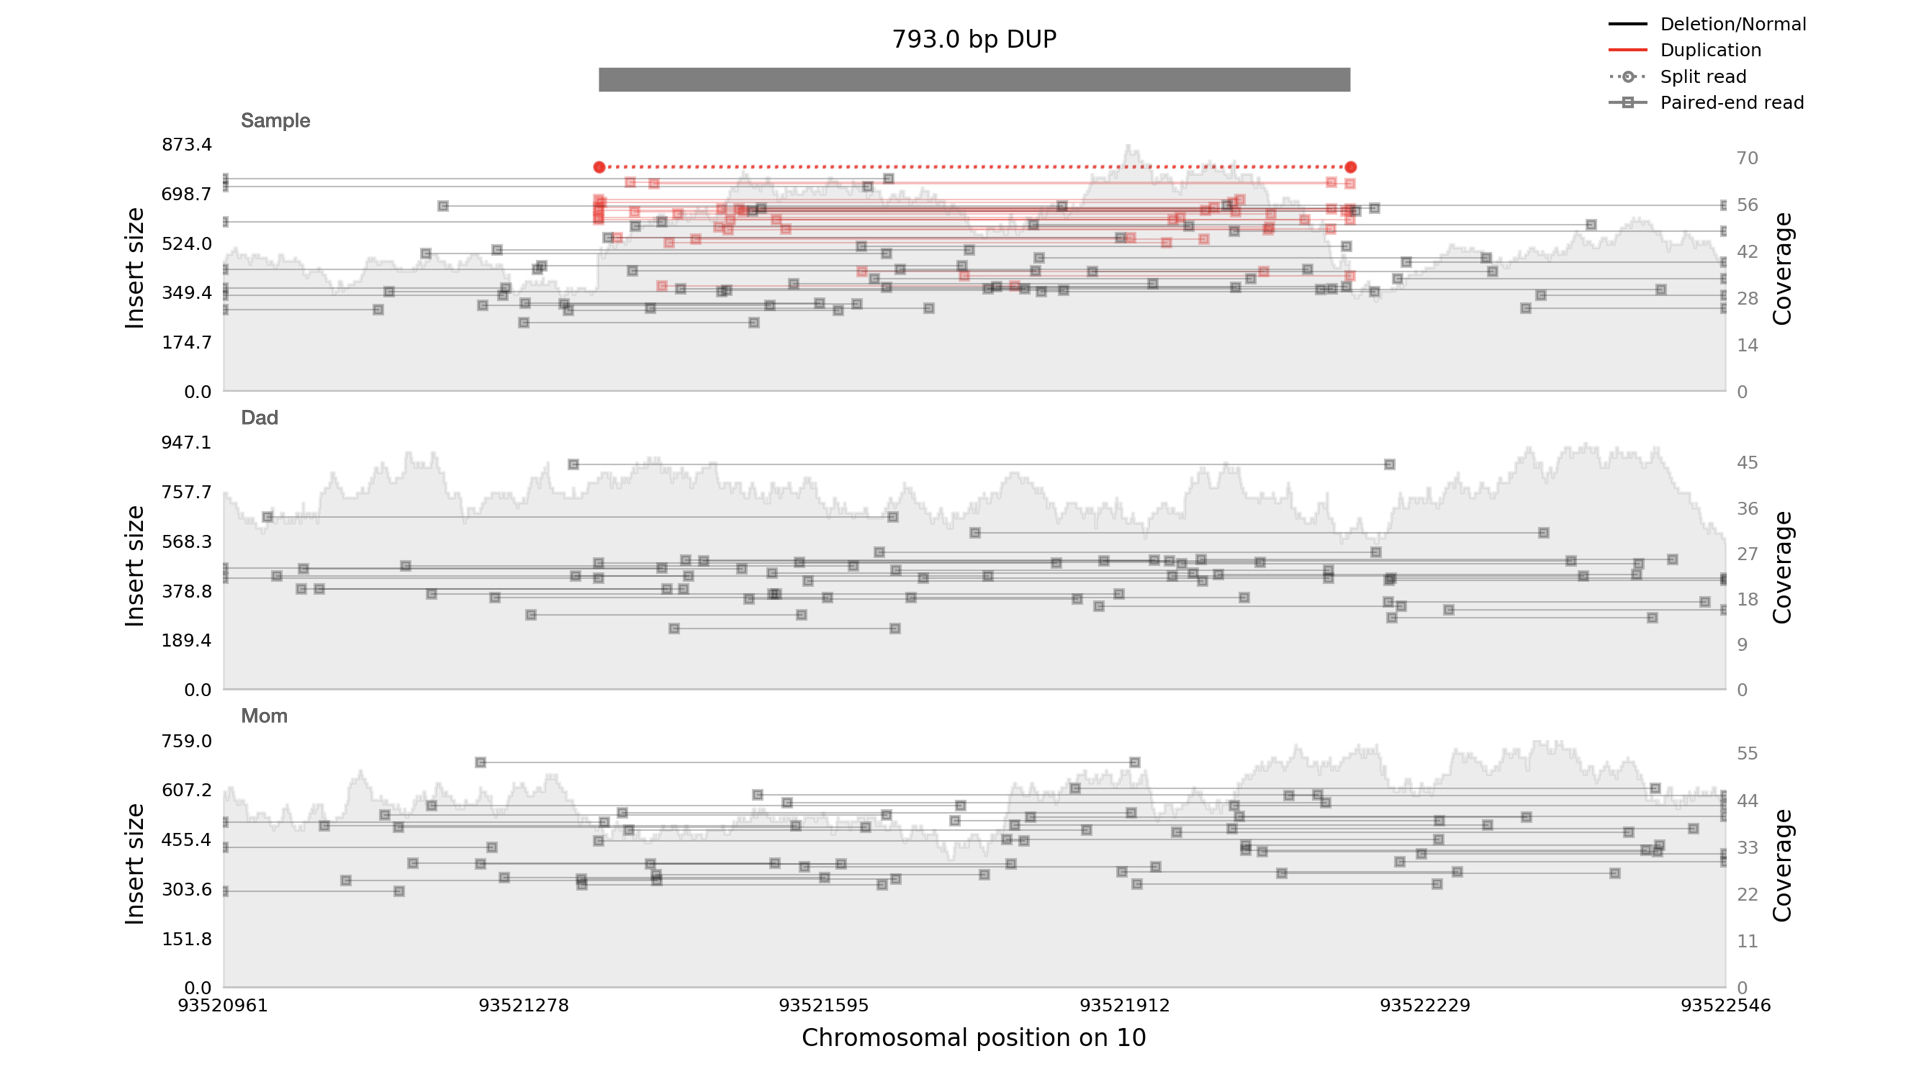 793.0 bp DUP
Deletion/Normal
Duplication
Split read
Paired-end read
Sample
873.4
698.7
524.0
349.4
174.7
0.0
Insert size
70
56
42
28
14
0
Coverage
Dad
947.1
757.7
568.3
378.8
189.4
0.0
Insert size
45
36
27
18
9
0
Coverage
Mom
759.0
607.2
455.4
303.6
151.8
0.0
Insert size
55
44
33
22
11
0
Coverage
93520961 93521278 93521595 93521912 93522229 93522546
Chromosomal position on 10